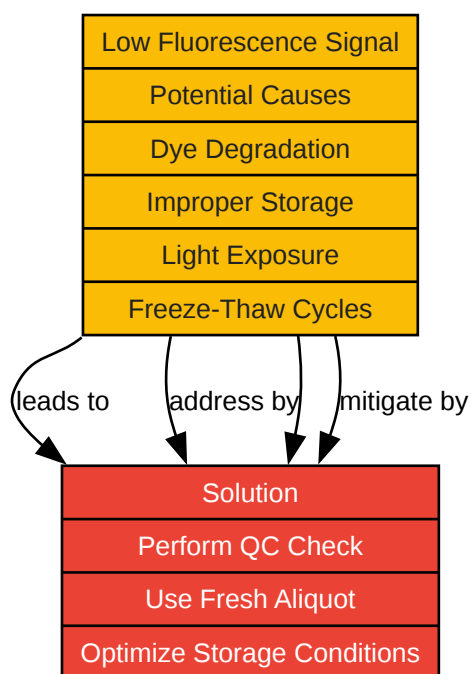 Low Fluorescence Signal
Potential Causes
Dye Degradation
Improper Storage
Light Exposure
Freeze-Thaw Cycles
leads to
address by
mitigate by
Solution
Perform QC Check
Use Fresh Aliquot
Optimize Storage Conditions